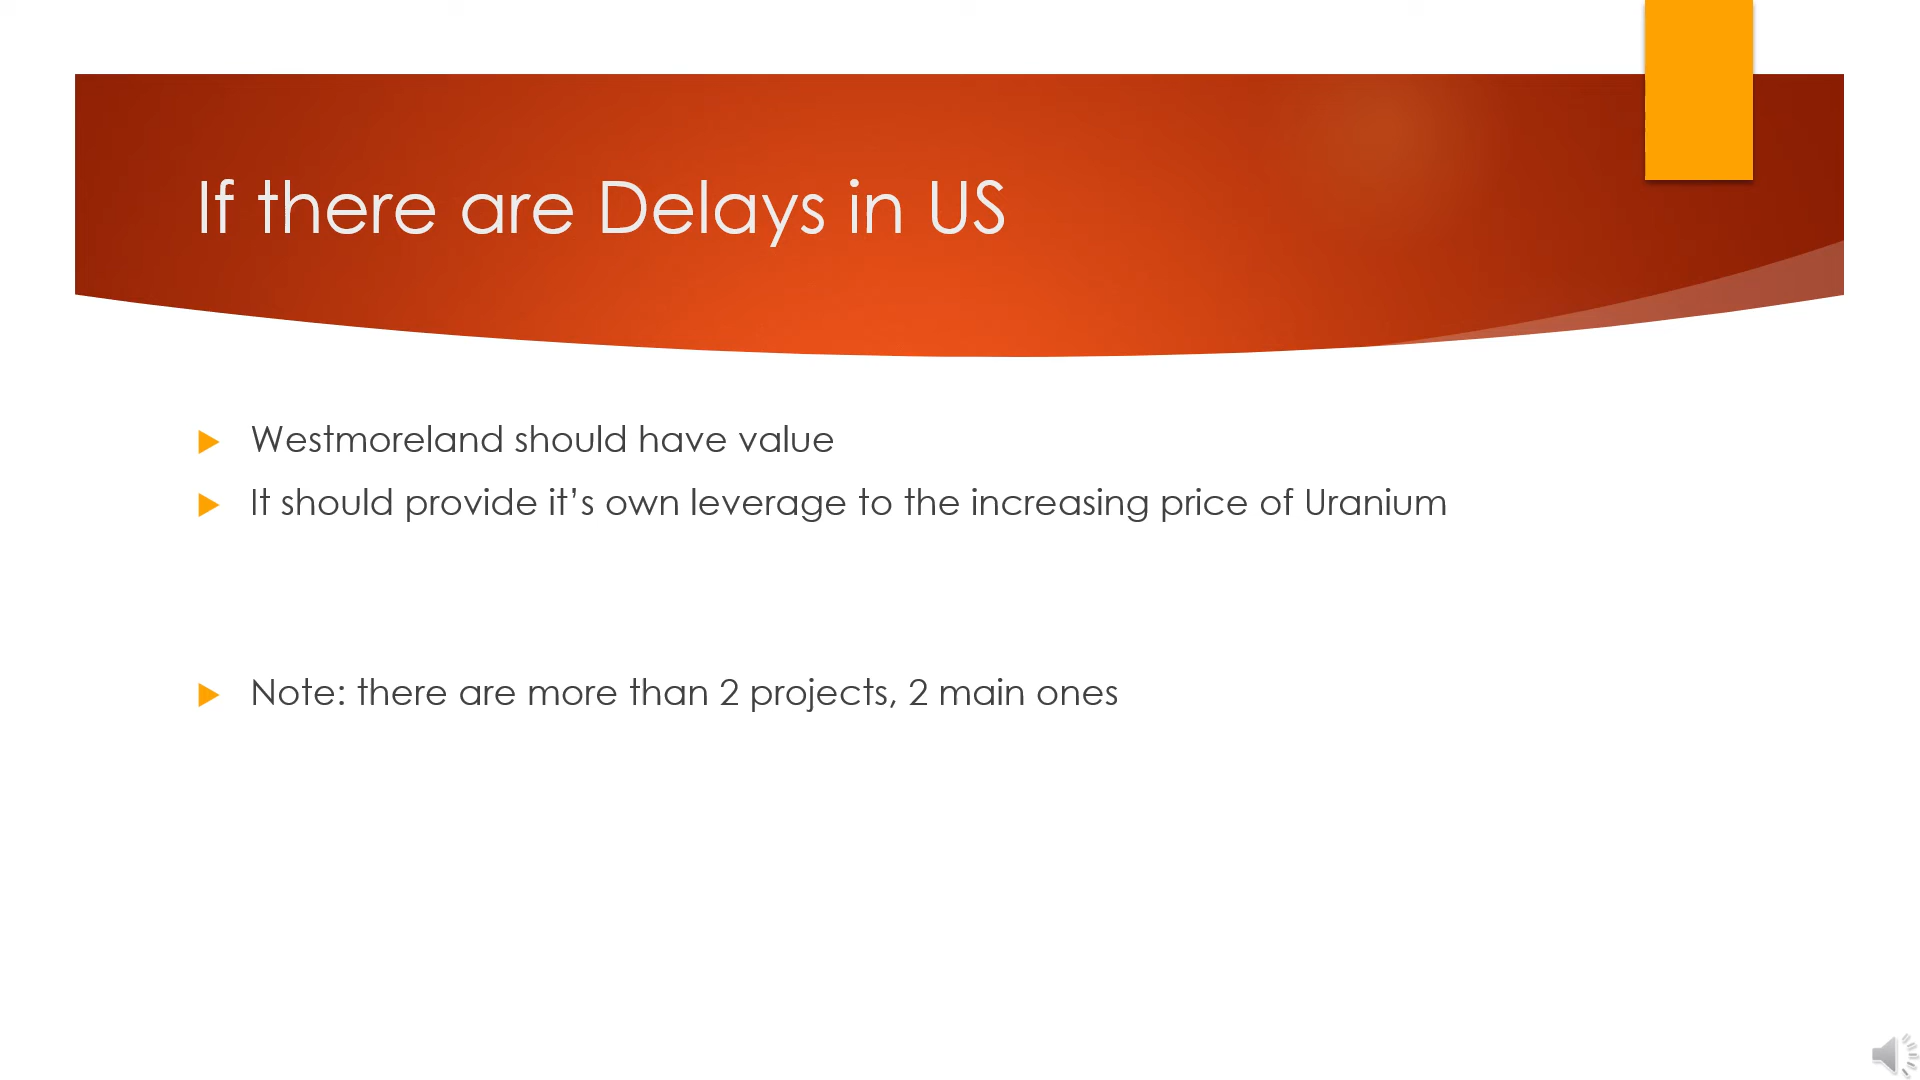 If there are Delays in US
Westmoreland should have value
It should provide it’s own leverage to the increasing price of Uranium
Note: there are more than 2 projects, 2 main ones